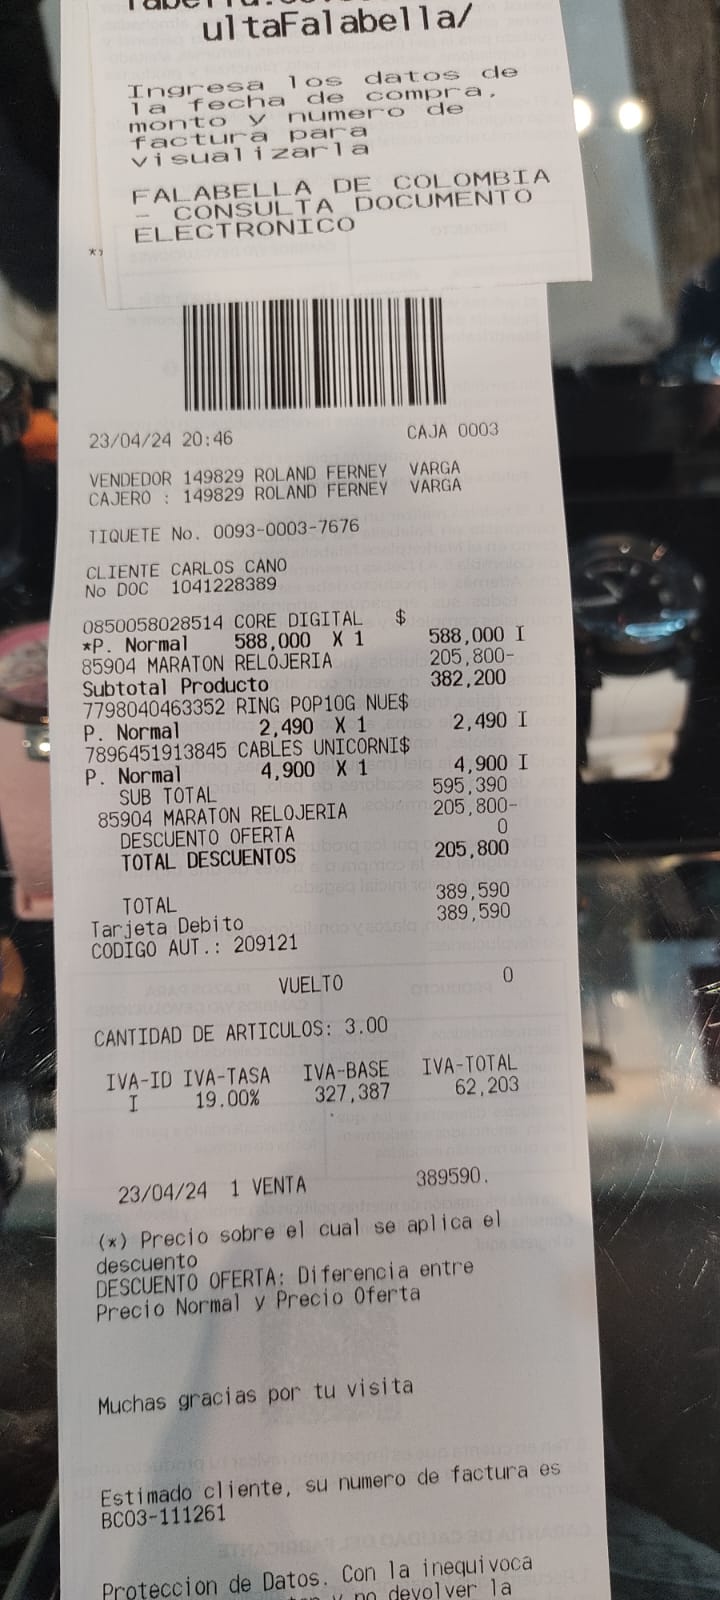 ultaFalabella/
Ingresa los datos de
la fecha de compra,
monto y numero de
factura para
visualizarla
FALABELLA DE COLOMBIA
- CONSULTA DOCUMENTO
ELECTRONICO
23/04/24 20:46 CAJA 0003
VENDEDOR 149829 ROLAND FERNEY VARGA
CAJERO : 149829 ROLAND FERNEY VARGA
TIQUETE No. 0093-0003-7676
CLIENTE CARLOS CANO
No DOC 1041228389
0850058028514 CORE DIGITAL $
*P. Normal 588,000 X 1 588,000 I
85904 MARATON RELOJERIA 205,800-
Subtotal Producto 382,200
7798040463352 RING POP10G NUE$
P. Normal 2,490 X 1 2,490 I
7896451913845 CABLES UNICORNI$
P. Normal 4,900 X 1 4,900 I
SUB TOTAL 595,390
85904 MARATON RELOJERIA 205,800-
DESCUENTO OFERTA 0
TOTAL DESCUENTOS 205,800
TOTAL 389,590
Tarjeta Debito 389,590
CODIGO AUT.: 209121
VUELTO 0
CANTIDAD DE ARTICULOS: 3.00
IVA-ID IVA-TASA IVA-BASE IVA-TOTAL
I 19.00% 327,387 62,203
23/04/24 1 VENTA 389590.
(*) Precio sobre el cual se aplica el
descuento
DESCUENTO OFERTA: Diferencia entre
Precio Normal y Precio Oferta
Muchas gracias por tu visita
Estimado cliente, su numero de factura es
BC03-111261
Proteccion de Datos. Con la inequivoca
y no devolver la